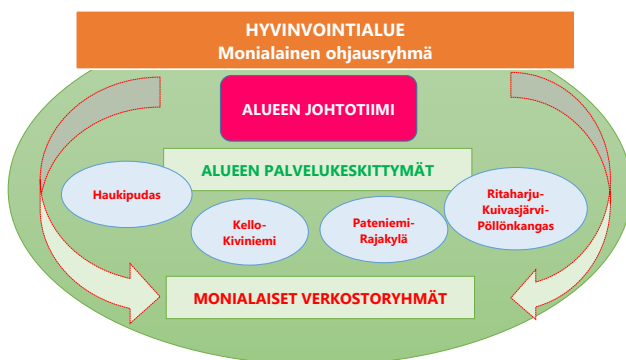 HYVINVOINTIALUE
Monialainen ohjausryhmä
ALUEEN JOHTOTIIMI
ALUEEN PALVELUKESKITTYMÄT
Haukipudas
Kello-
Kiviniemi
Pateniemi-
Rajakylä
Ritaharju-
Kuivasjärvi-
Pöllönkangas
MONIALAISET VERKOSTORYHMÄT